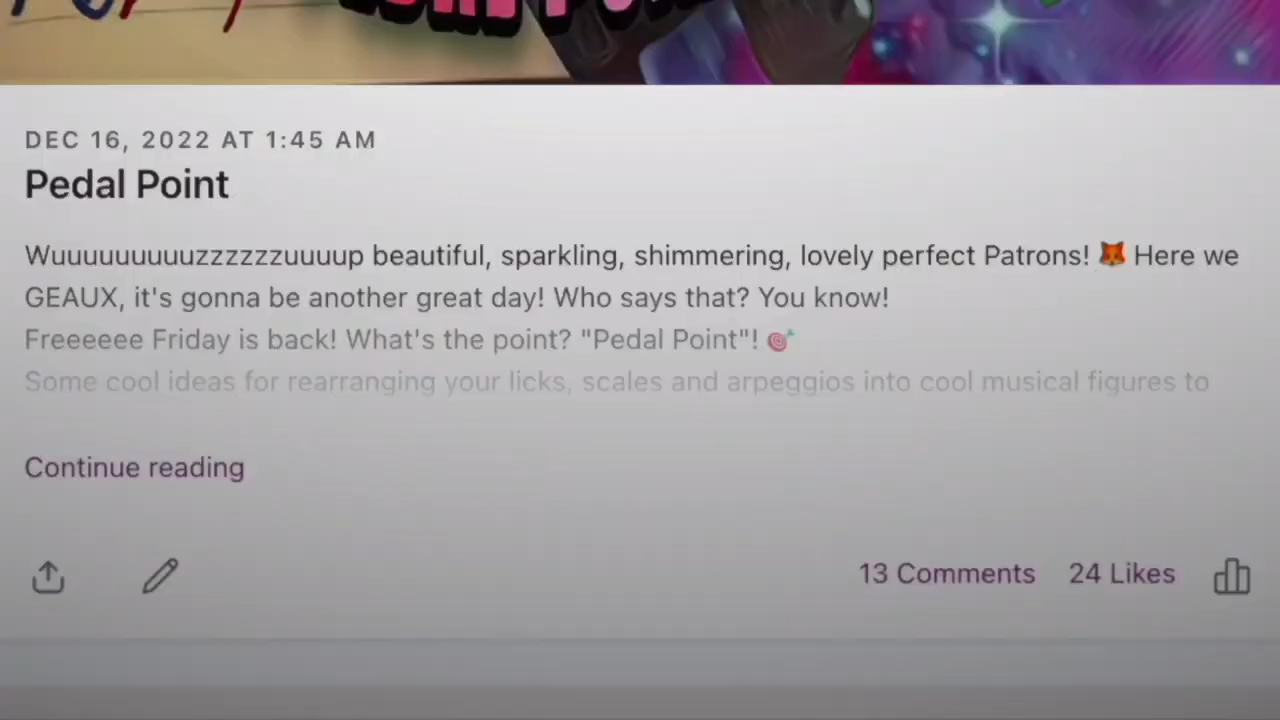 DEC 16, 2022 AT 1:45 AM
Pedal Point
Wuuuuuuuuuzzzzzzuuuup beautiful, sparkling, shimmering, lovely perfect Patrons! 🦊 Here we
GEAUX, it's gonna be another great day! Who says that? You know!
Freeeeee Friday is back! What's the point? "Pedal Point"! 🎯
Some cool ideas for rearranging your licks, scales and arpeggios into cool musical figures to
Continue reading
13 Comments 24 Likes